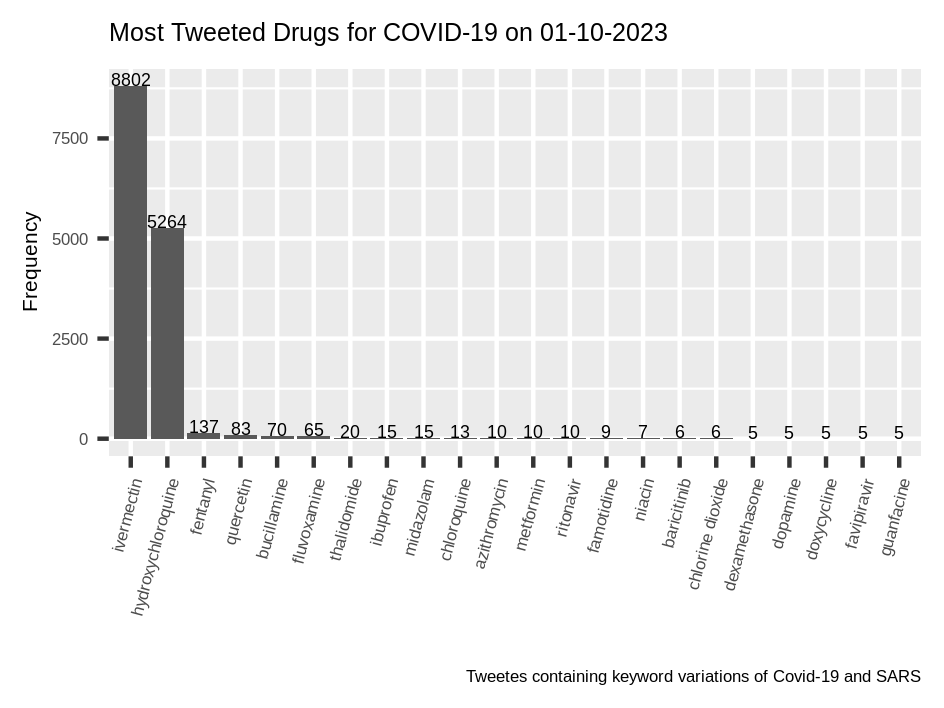 Most Tweeted Drugs for COVID-19 on 01-10-2023
8802
7500
5264
5000
Frequency
2500
137 83 70 65 20 15 15 13 10 10 10 9 7 6 6 5 5 5 5 5
0
ivermectin
hydroxychloroquine
fentanyl
quercetin
bucillamine
fluvoxamine
thalidomide
ibuprofen
midazolam
chloroquine
azithromycin
metformin
ritonavir
famotidine
niacin
baricitinib
chlorine dioxide
dexamethasone
dopamine
doxycycline
favipiravir
guanfacine
Tweetes containing keyword variations of Covid-19 and SARS